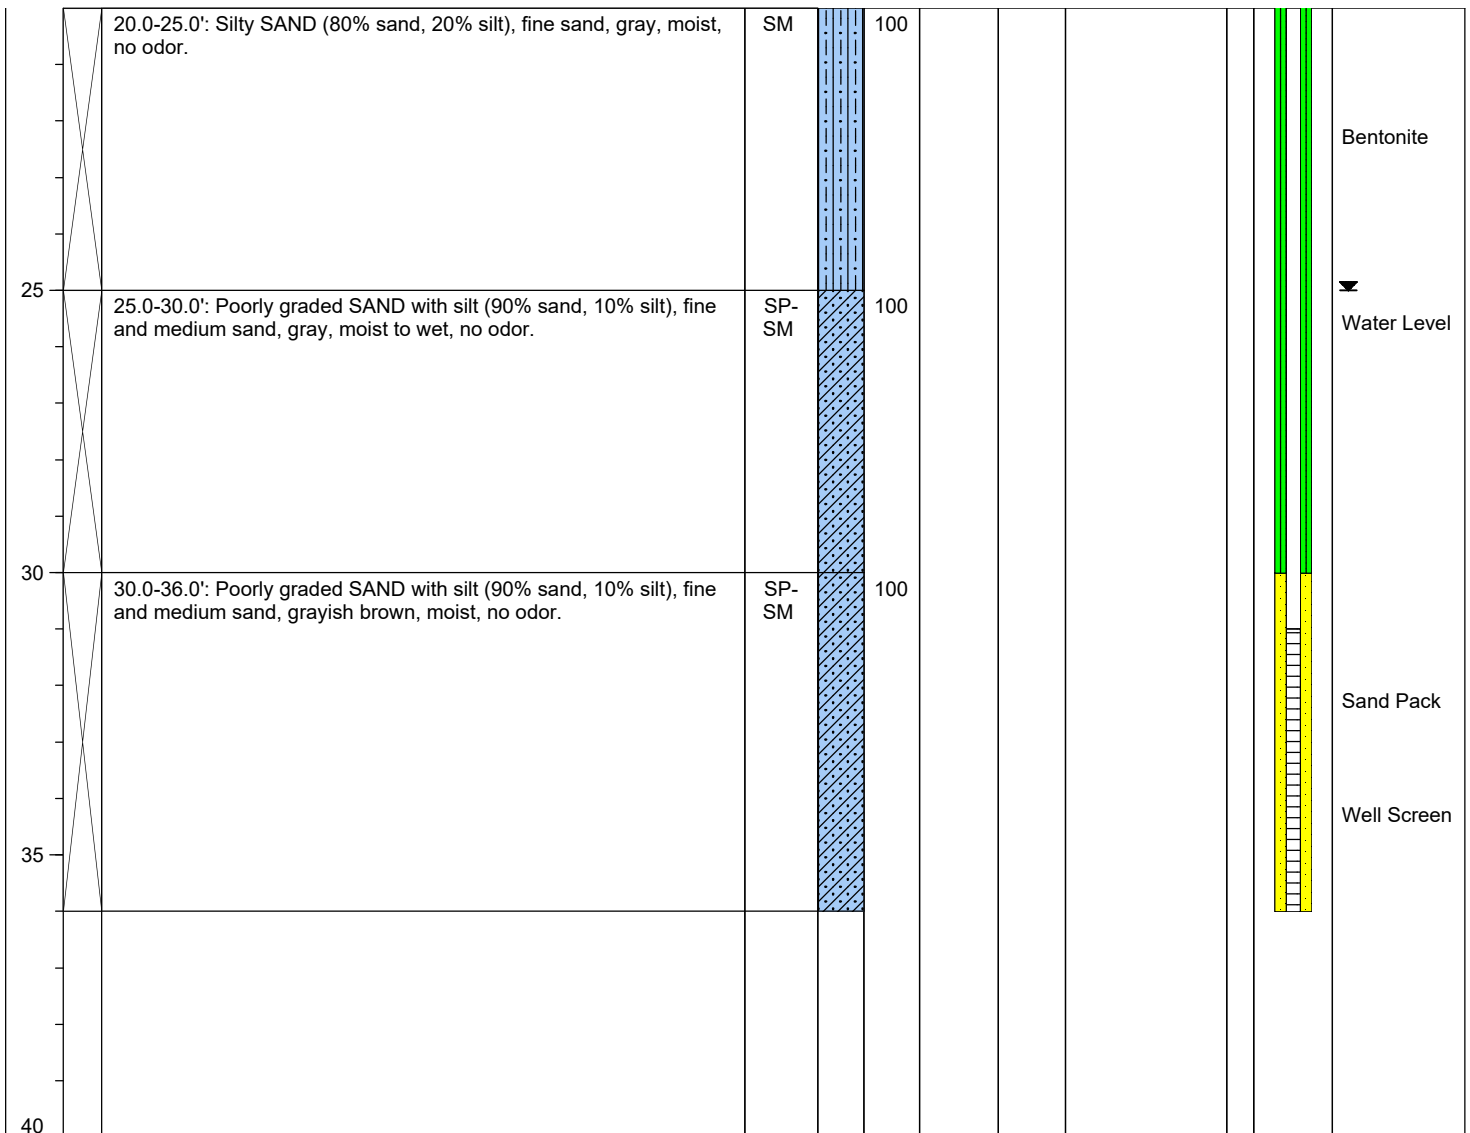 20.0-25.0': Silty SAND (80% sand, 20% silt), fine sand, gray, moist,
no odor.
SM
100
Bentonite
25
25.0-30.0': Poorly graded SAND with silt (90% sand, 10% silt), fine
and medium sand, gray, moist to wet, no odor.
SP-
SM
100
Water Level
30
30.0-36.0': Poorly graded SAND with silt (90% sand, 10% silt), fine
and medium sand, grayish brown, moist, no odor.
SP-
SM
100
Sand Pack
Well Screen
35
40